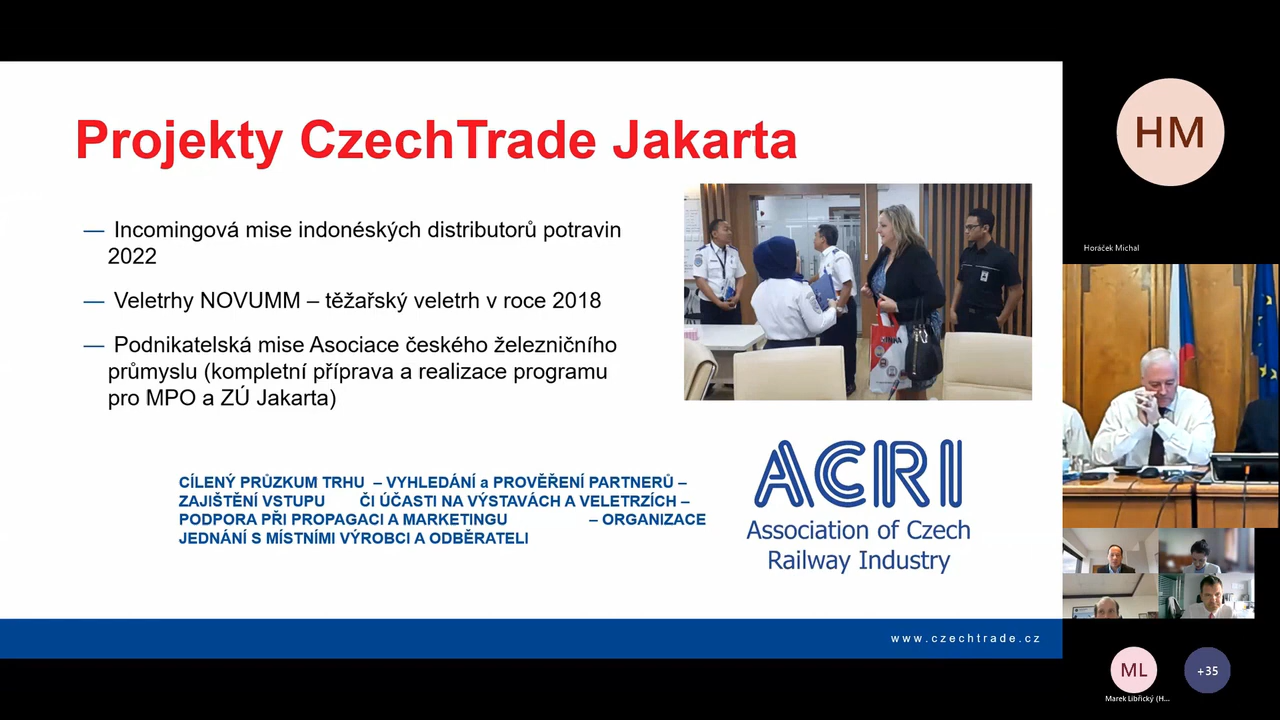 Projekty CzechTrade Jakarta
— Incomingová mise indonéských distributorů potravin
2022
— Veletrhy NOVUMM – těžařský veletrh v roce 2018
— Podnikatelská mise Asociace českého železničního
průmyslu (kompletní příprava a realizace programu
pro MPO a ZÚ Jakarta)
CÍLENÝ PRŮZKUM TRHU – VYHLEDÁNÍ a PROVĚŘENÍ PARTNERŮ –
ZAJIŠTĚNÍ VSTUPU ČI ÚČASTI NA VÝSTAVÁCH A VELETRZÍCH –
PODPORA PŘI PROPAGACI A MARKETINGU – ORGANIZACE
JEDNÁNÍ S MÍSTNÍMI VÝROBCI A ODBĚRATELI
ACRI
Association of Czech
Railway Industry
www.czechtrade.cz
HM
Horáček Michal
ML
+35
Marek Libřický (H...